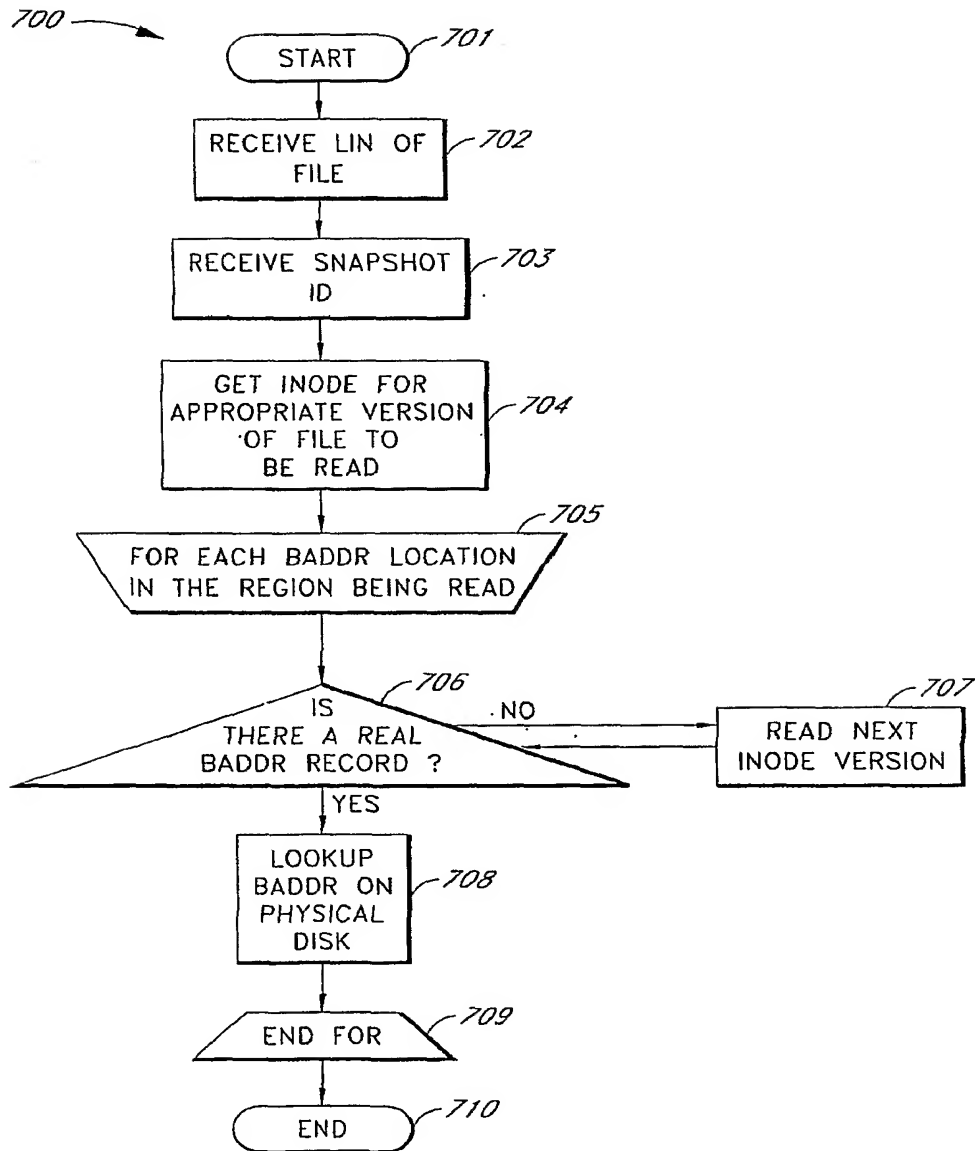 700
701
START
702
RECEIVE LIN OF
FILE
703
RECEIVE SNAPSHOT
ID
704
GET INODE FOR
APPROPRIATE VERSION
OF FILE TO
BE READ
705
FOR EACH BADDR LOCATION
IN THE REGION BEING READ
706
IS
THERE A REAL
BADDR RECORD ?
NO
707
READ NEXT
INODE VERSION
YES
708
LOOKUP
BADDR ON
PHYSICAL
DISK
709
END FOR
END
710